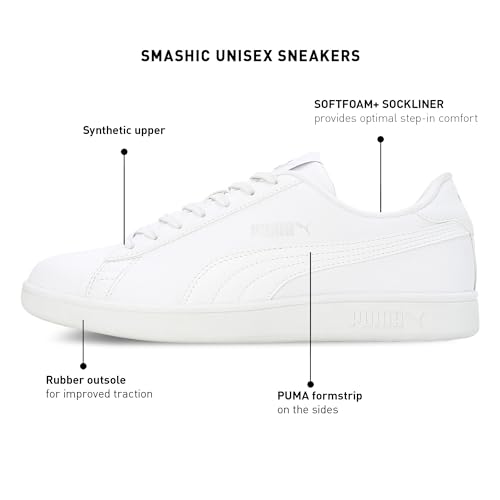 SMASHIC UNISEX SNEAKERS
SOFTFOAM+ SOCKLINER
provides optimal step-in comfort
Synthetic upper
PUMA
PUMA
Rubber outsole
for improved traction
PUMA formstrip
on the sides